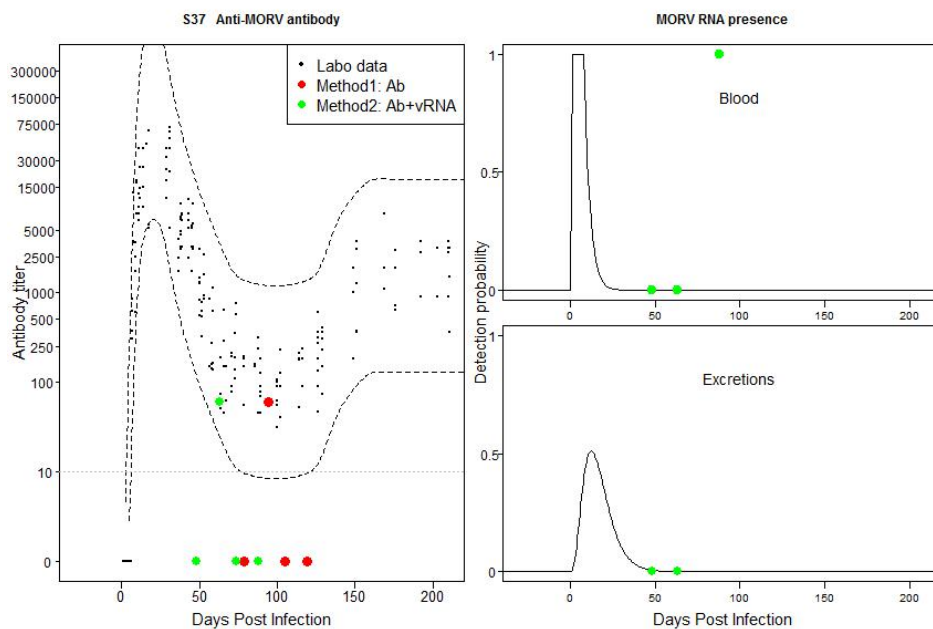 S37 Anti-MORV antibody
Labo data
Method1: Ab
Method2: Ab+vRNA
Antibody titer
300000
150000
75000
30000
15000
5000
2500
1000
500
250
100
10
0
0 50 100 150 200
Days Post Infection
MORV RNA presence
Blood
Detection probability
1
0.5
0
0 50 100 150 200
Excretions
1
0.5
0
0 50 100 150 200
Days Post Infection